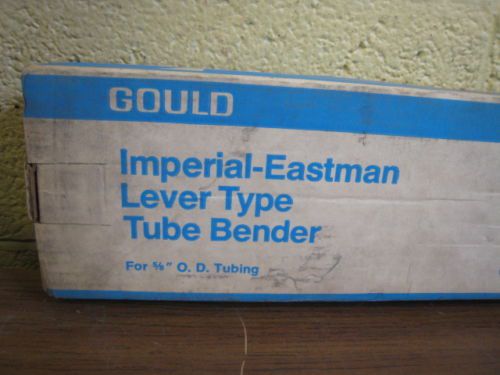 GOULD
Imperial-Eastman
Lever Type
Tube Bender
For ⅝" O. D. Tubing